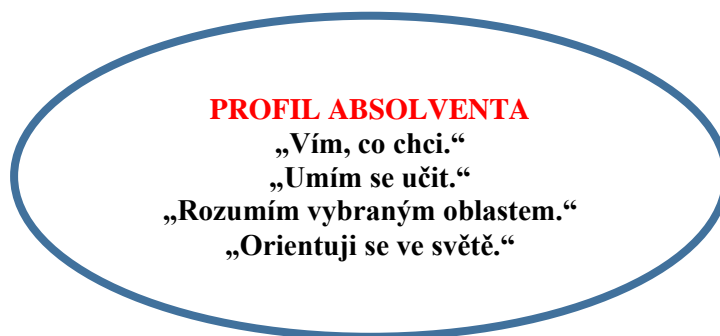 PROFIL ABSOLVENTA
„Vím, co chci.“
„Umím se učit.“
„Rozumím vybraným oblastem.“
„Orientuji se ve světě.“